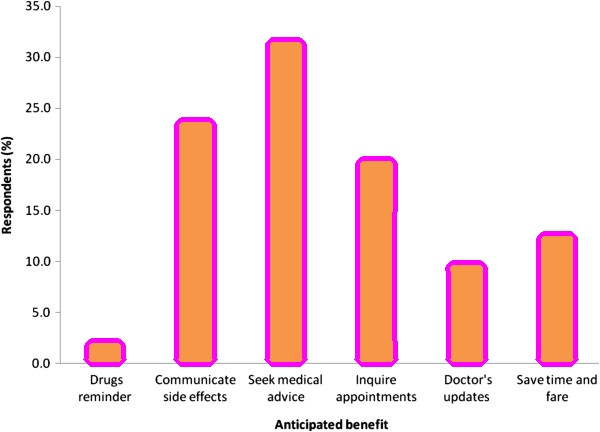 35.0
30.0
25.0
20.0
15.0
10.0
5.0
0.0
Respondents (%)
Drugs
reminder
Communicate
side effects
Seek medical
advice
Inquire
appointments
Doctor's
updates
Save time and
fare
Anticipated benefit